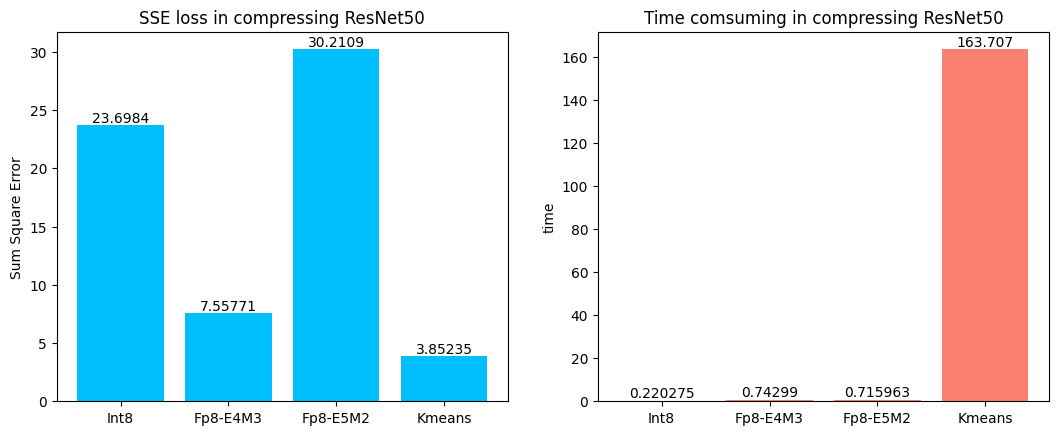 SSE loss in compressing ResNet50
Sum Square Error
30
25
20
15
10
5
0
23.6984
7.55771
30.2109
3.85235
Int8
Fp8-E4M3
Fp8-E5M2
Kmeans
Time comsuming in compressing ResNet50
time
160
140
120
100
80
60
40
20
0
0.220275
0.74299
0.715963
163.707
Int8
Fp8-E4M3
Fp8-E5M2
Kmeans